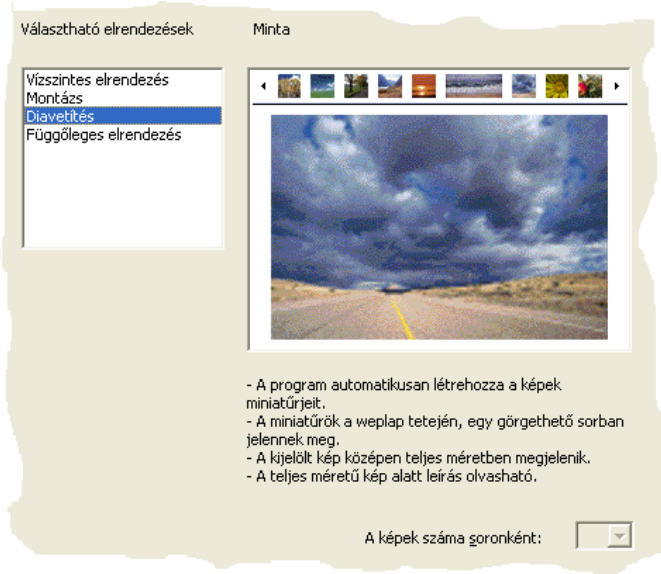 Választható elrendezések
Minta
Vízszintes elrendezés
Montázs
Diavetítés
Függőleges elrendezés
- A program automatikusan létrehozza a képek
miniatűrjeit.
- A miniatűrök a weplap tetején, egy görgethető sorban
jelennek meg.
- A kijelölt kép középen teljes méretben megjelenik.
- A teljes méretű kép alatt leírás olvasható.
A képek száma soronként: